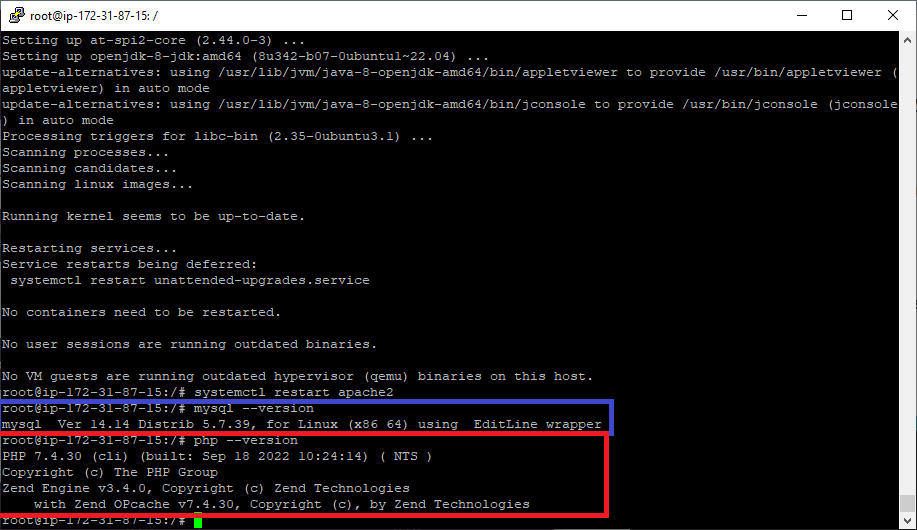 root@ip-172-31-87-15: /
Setting up at-spi2-core (2.44.0-3) ...
Setting up openjdk-8-jdk:amd64 (8u342-b07-0ubuntu1~22.04) ...
update-alternatives: using /usr/lib/jvm/java-8-openjdk-amd64/bin/appletviewer to provide /usr/bin/appletviewer (
appletviewer) in auto mode
update-alternatives: using /usr/lib/jvm/java-8-openjdk-amd64/bin/jconsole to provide /usr/bin/jconsole (jconsole
) in auto mode
Processing triggers for libc-bin (2.35-0ubuntu3.1) ...
Scanning processes...
Scanning candidates...
Scanning linux images...
Running kernel seems to be up-to-date.
Restarting services...
Service restarts being deferred:
 systemctl restart unattended-upgrades.service
No containers need to be restarted.
No user sessions are running outdated binaries.
No VM guests are running outdated hypervisor (qemu) binaries on this host.
root@ip-172-31-87-15:/# systemctl restart apache2
root@ip-172-31-87-15:/# mysql --version
mysql  Ver 14.14 Distrib 5.7.39, for Linux (x86_64) using  EditLine wrapper
root@ip-172-31-87-15:/# php --version
PHP 7.4.30 (cli) (built: Sep 18 2022 10:24:14) ( NTS )
Copyright (c) The PHP Group
Zend Engine v3.4.0, Copyright (c) Zend Technologies
    with Zend OPcache v7.4.30, Copyright (c), by Zend Technologies
root@ip-172-31-87-15:/#